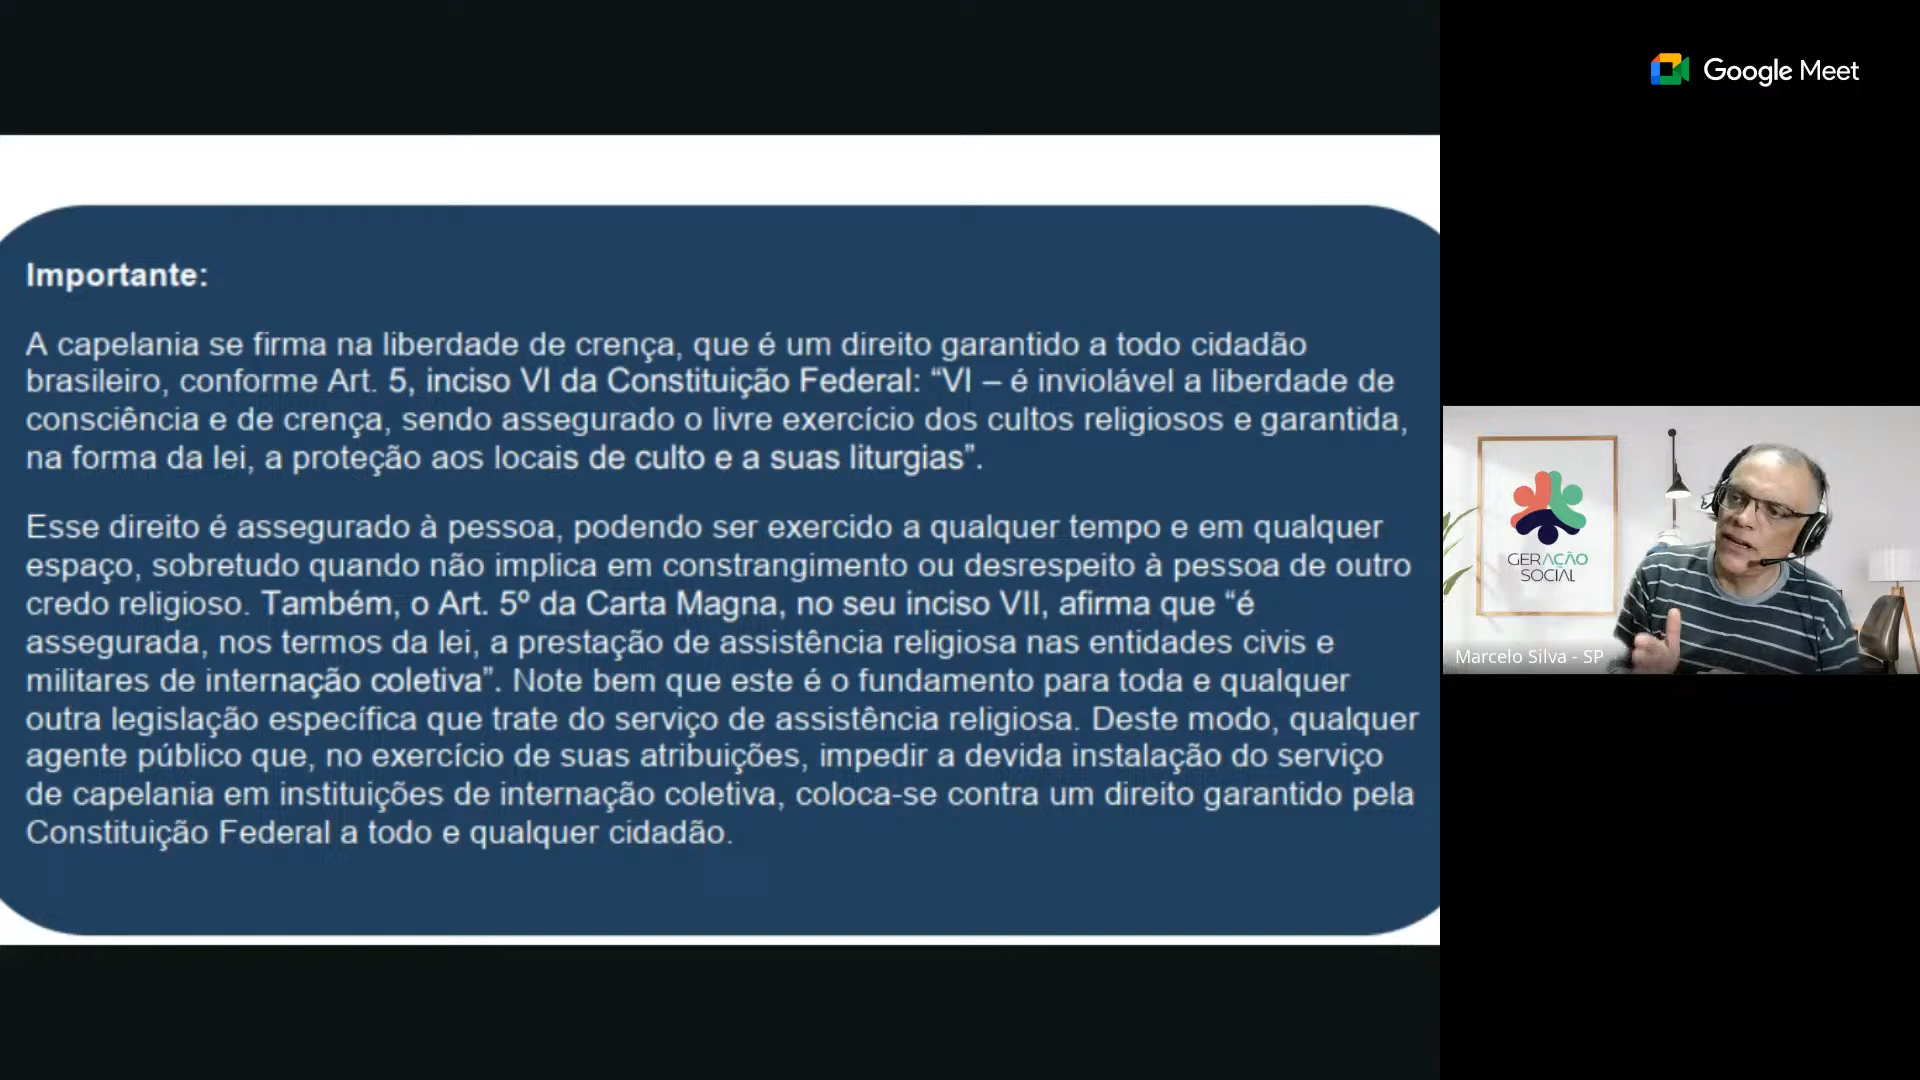 Google Meet
Importante:
A capelania se firma na liberdade de crença, que é um direito garantido a todo cidadão
brasileiro, conforme Art. 5, inciso VI da Constituição Federal: “VI – é inviolável a liberdade de
consciência e de crença, sendo assegurado o livre exercício dos cultos religiosos e garantida,
na forma da lei, a proteção aos locais de culto e a suas liturgias”.
Esse direito é assegurado à pessoa, podendo ser exercido a qualquer tempo e em qualquer
espaço, sobretudo quando não implica em constrangimento ou desrespeito à pessoa de outro
credo religioso. Também, o Art. 5º da Carta Magna, no seu inciso VII, afirma que “é
assegurada, nos termos da lei, a prestação de assistência religiosa nas entidades civis e
militares de internação coletiva”. Note bem que este é o fundamento para toda e qualquer
outra legislação específica que trate do serviço de assistência religiosa. Deste modo, qualquer
agente público que, no exercício de suas atribuições, impedir a devida instalação do serviço
de capelania em instituições de internação coletiva, coloca-se contra um direito garantido pela
Constituição Federal a todo e qualquer cidadão.
GERAÇÃO
SOCIAL
Marcelo Silva - SP